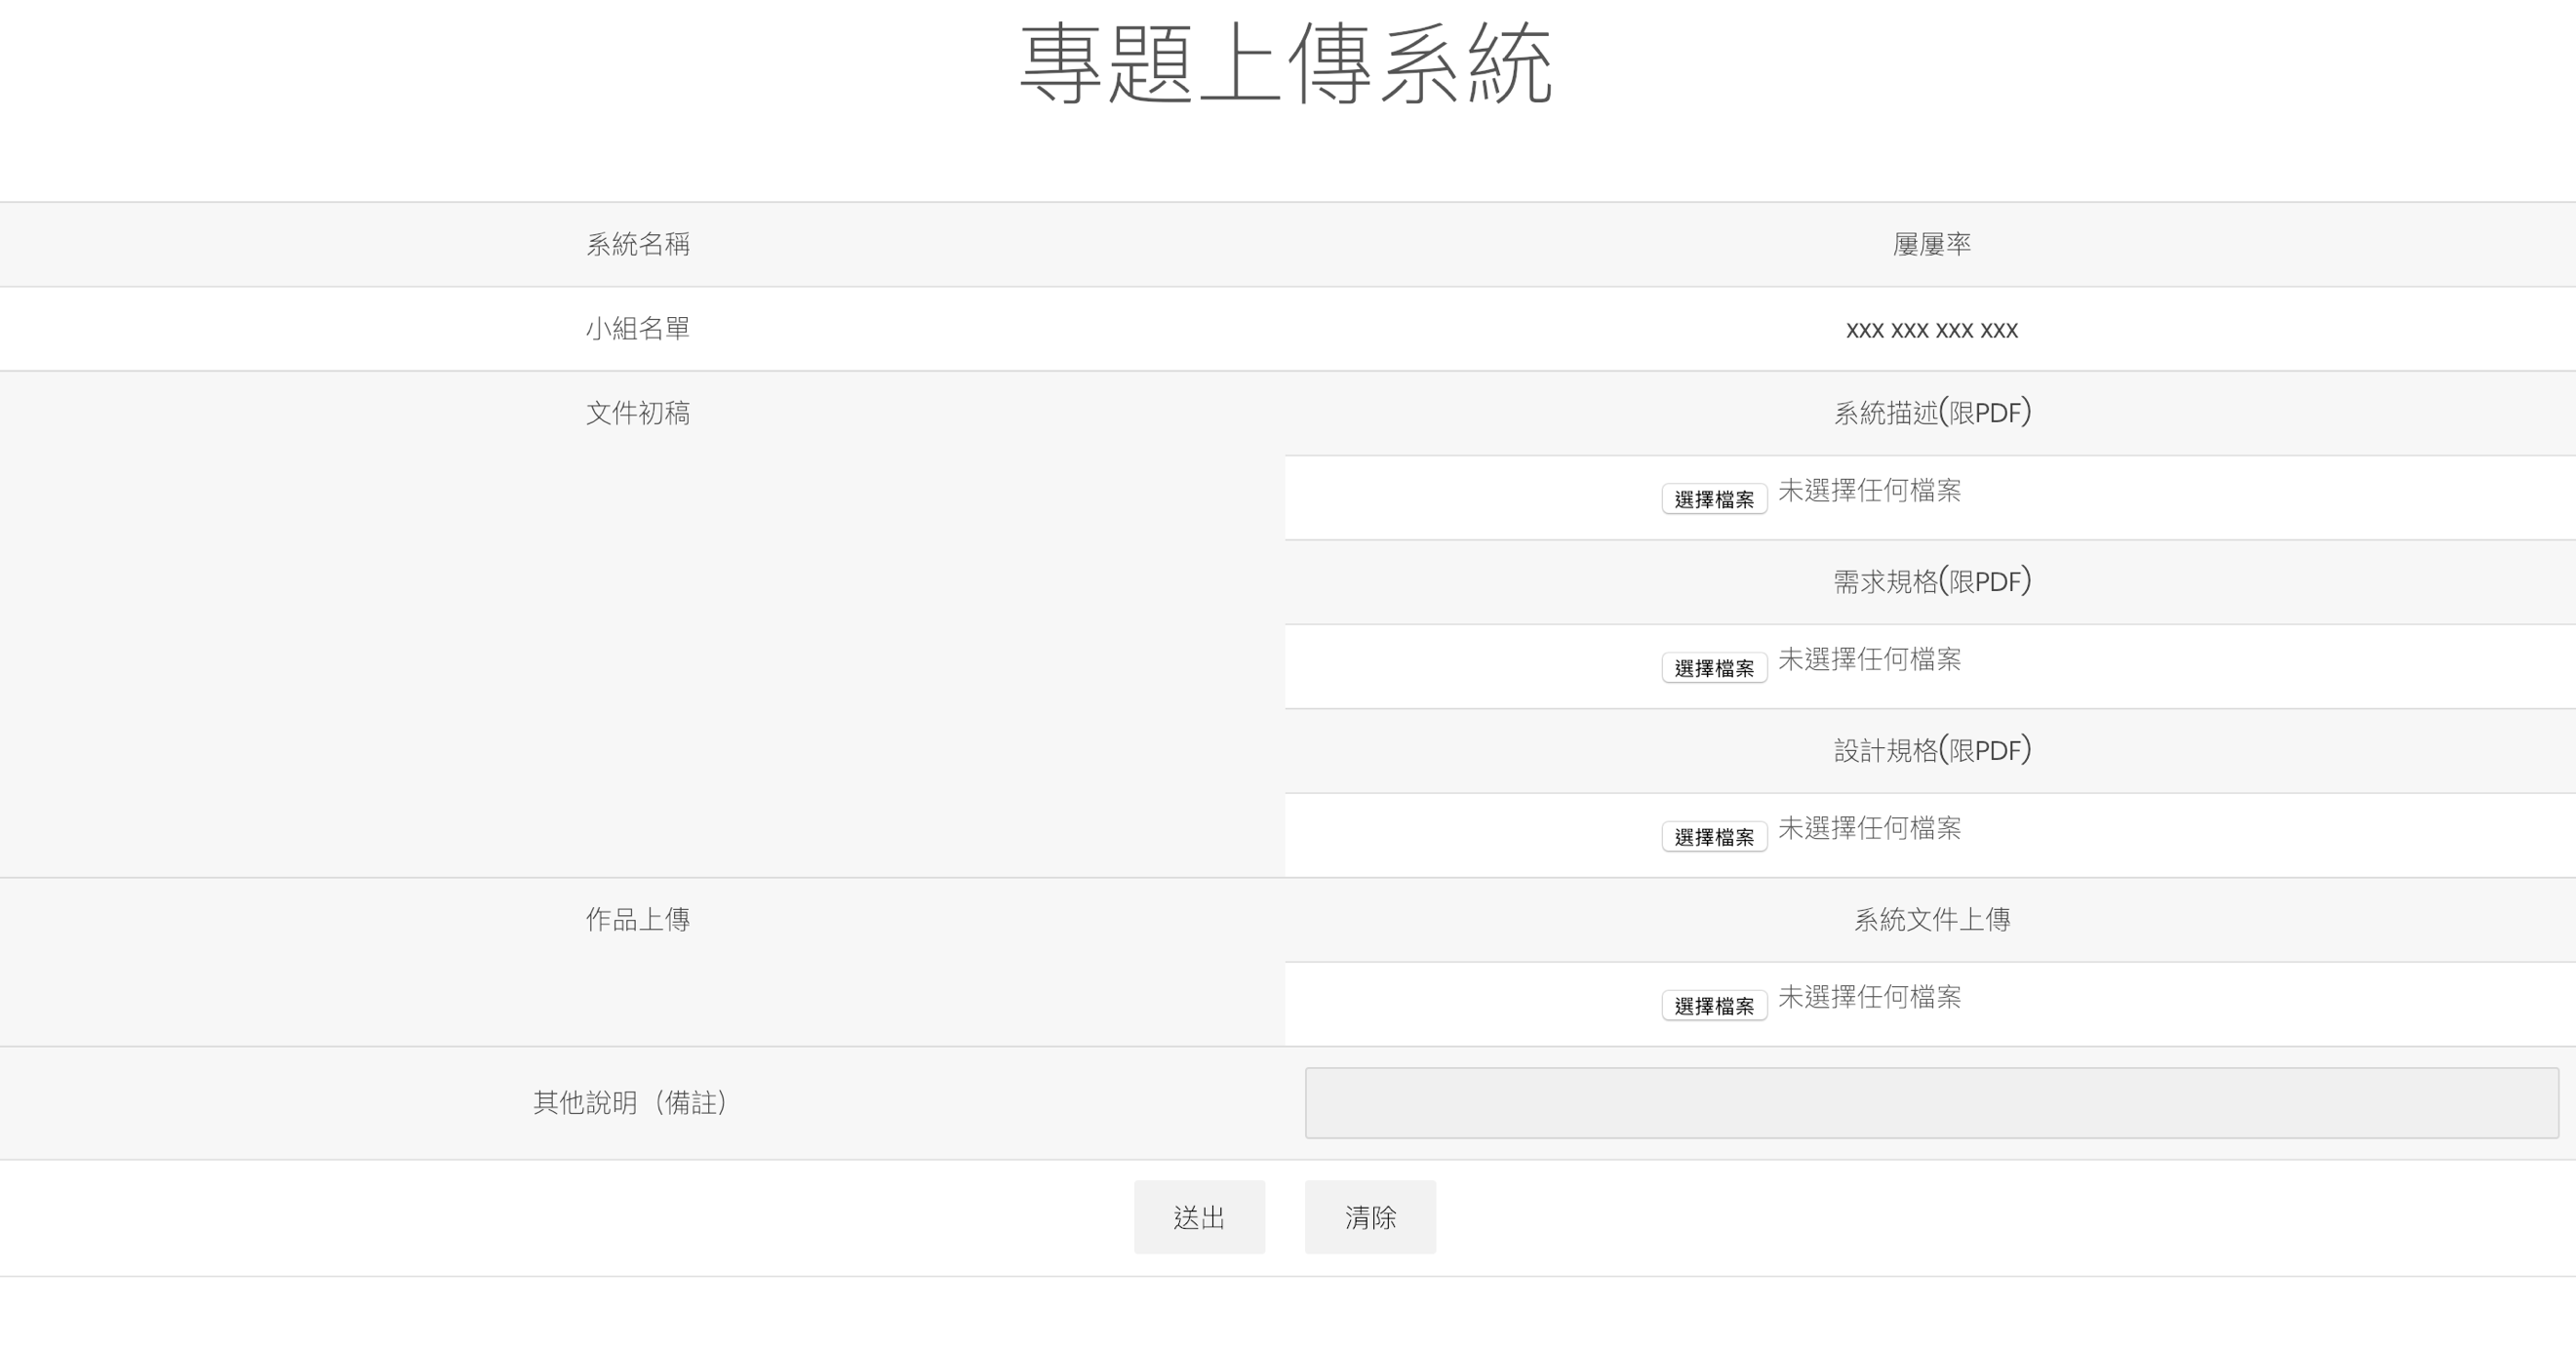 專題上傳系統
系統名稱 屢屢率
小組名單 xxx xxx xxx xxx
文件初稿 系統描述(限PDF)
選擇檔案 未選擇任何檔案
需求規格(限PDF)
選擇檔案 未選擇任何檔案
設計規格(限PDF)
選擇檔案 未選擇任何檔案
作品上傳 系統文件上傳
選擇檔案 未選擇任何檔案
其他說明（備註）
送出 清除